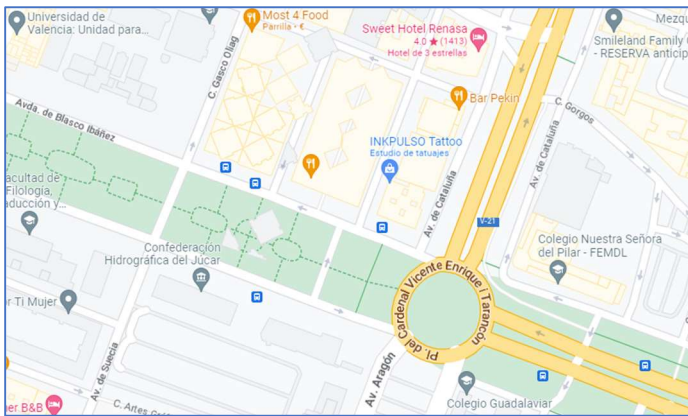 Universidad de
Valencia: Unidad para...
Most 4 Food
Parrilla · €
C. Gasco Oliag
Sweet Hotel Renasa
4.0 ★ (1413)
Hotel de 3 estrellas
Mezq
Smileland Family
- RESERVA anticip
Bar Pekin
C. Gorgos
Avda. de Blasco Ibáñez
INKPULSO Tattoo
Estudio de tatuajes
Av. de Cataluña
Av. de Cataluña
V-21
acultad de
Filología,
aducción y...
Confederación
Hidrográfica del Júcar
Colegio Nuestra Señora
del Pilar - FEMDL
Pl. del Cardenal Vicente Enrique i Tarancón
or Ti Mujer
Av. de Suecia
Av. Aragón
Colegio Guadalaviar
er B&B
C. Artes